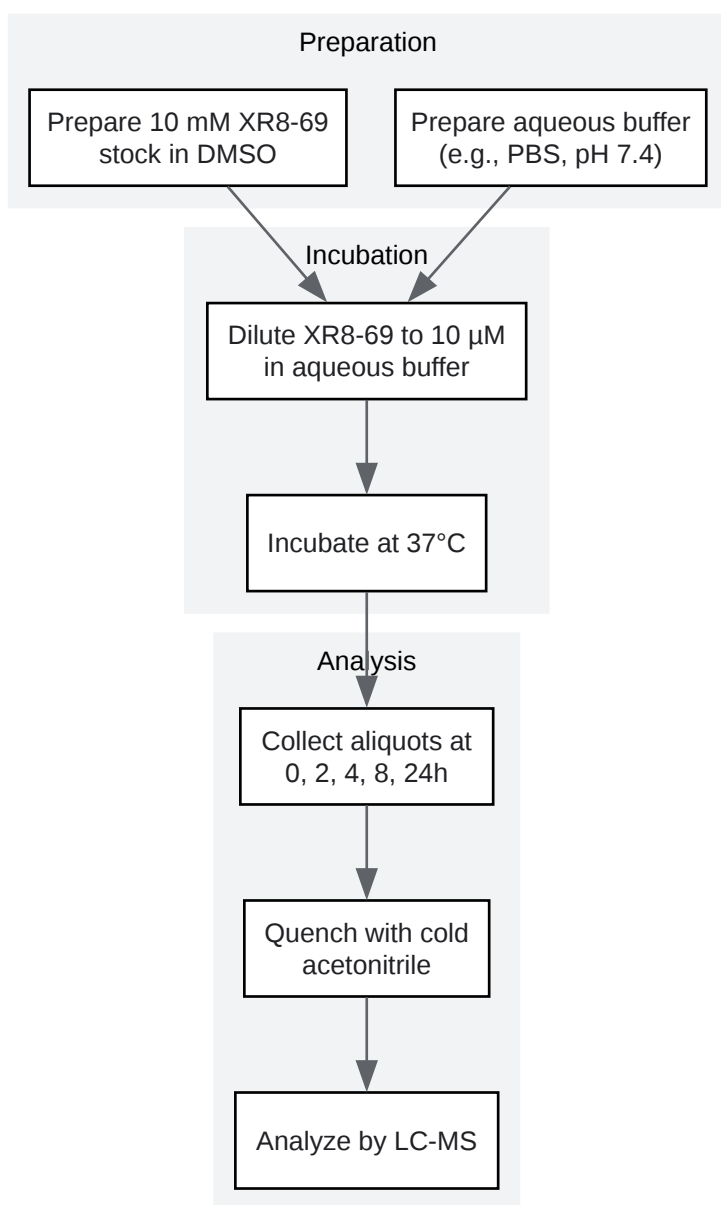 Preparation
Prepare 10 mM XR8-69
stock in DMSO
Prepare aqueous buffer
(e.g., PBS, pH 7.4)
Incubation
Dilute XR8-69 to 10 µM
in aqueous buffer
Incubate at 37°C
Analysis
Collect aliquots at
0, 2, 4, 8, 24h
Quench with cold
acetonitrile
Analyze by LC-MS